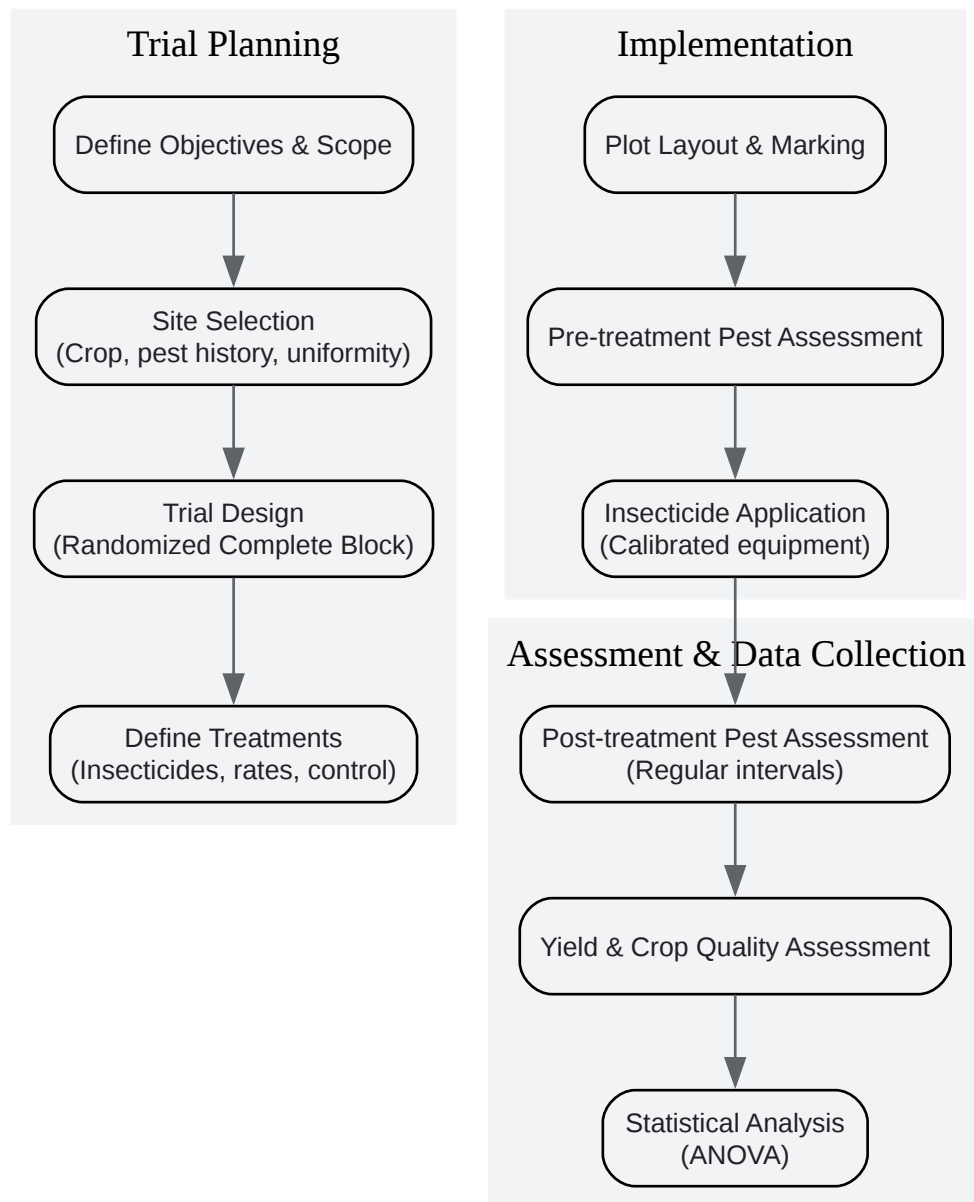 Trial Planning
Define Objectives & Scope
Site Selection
(Crop, pest history, uniformity)
Trial Design
(Randomized Complete Block)
Define Treatments
(Insecticides, rates, control)
Implementation
Plot Layout & Marking
Pre-treatment Pest Assessment
Insecticide Application
(Calibrated equipment)
Assessment & Data Collection
Post-treatment Pest Assessment
(Regular intervals)
Yield & Crop Quality Assessment
Statistical Analysis
(ANOVA)